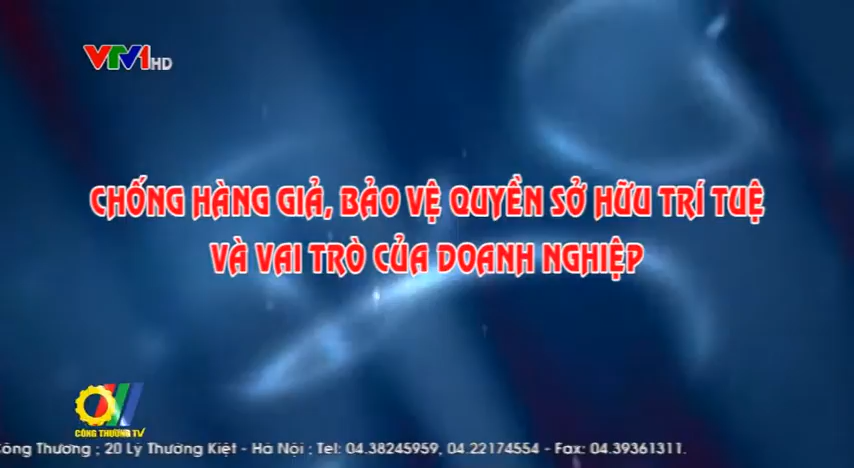 VTV1 HD
CHỐNG HÀNG GIẢ, BẢO VỆ QUYỀN SỞ HỮU TRÍ TUỆ
VÀ VAI TRÒ CỦA DOANH NGHIỆP
CÔNG THƯƠNG TV
Công Thương ; 20 Lý Thường Kiệt - Hà Nội ; Tel: 04.38245959, 04.22174554 - Fax: 04.39361311.